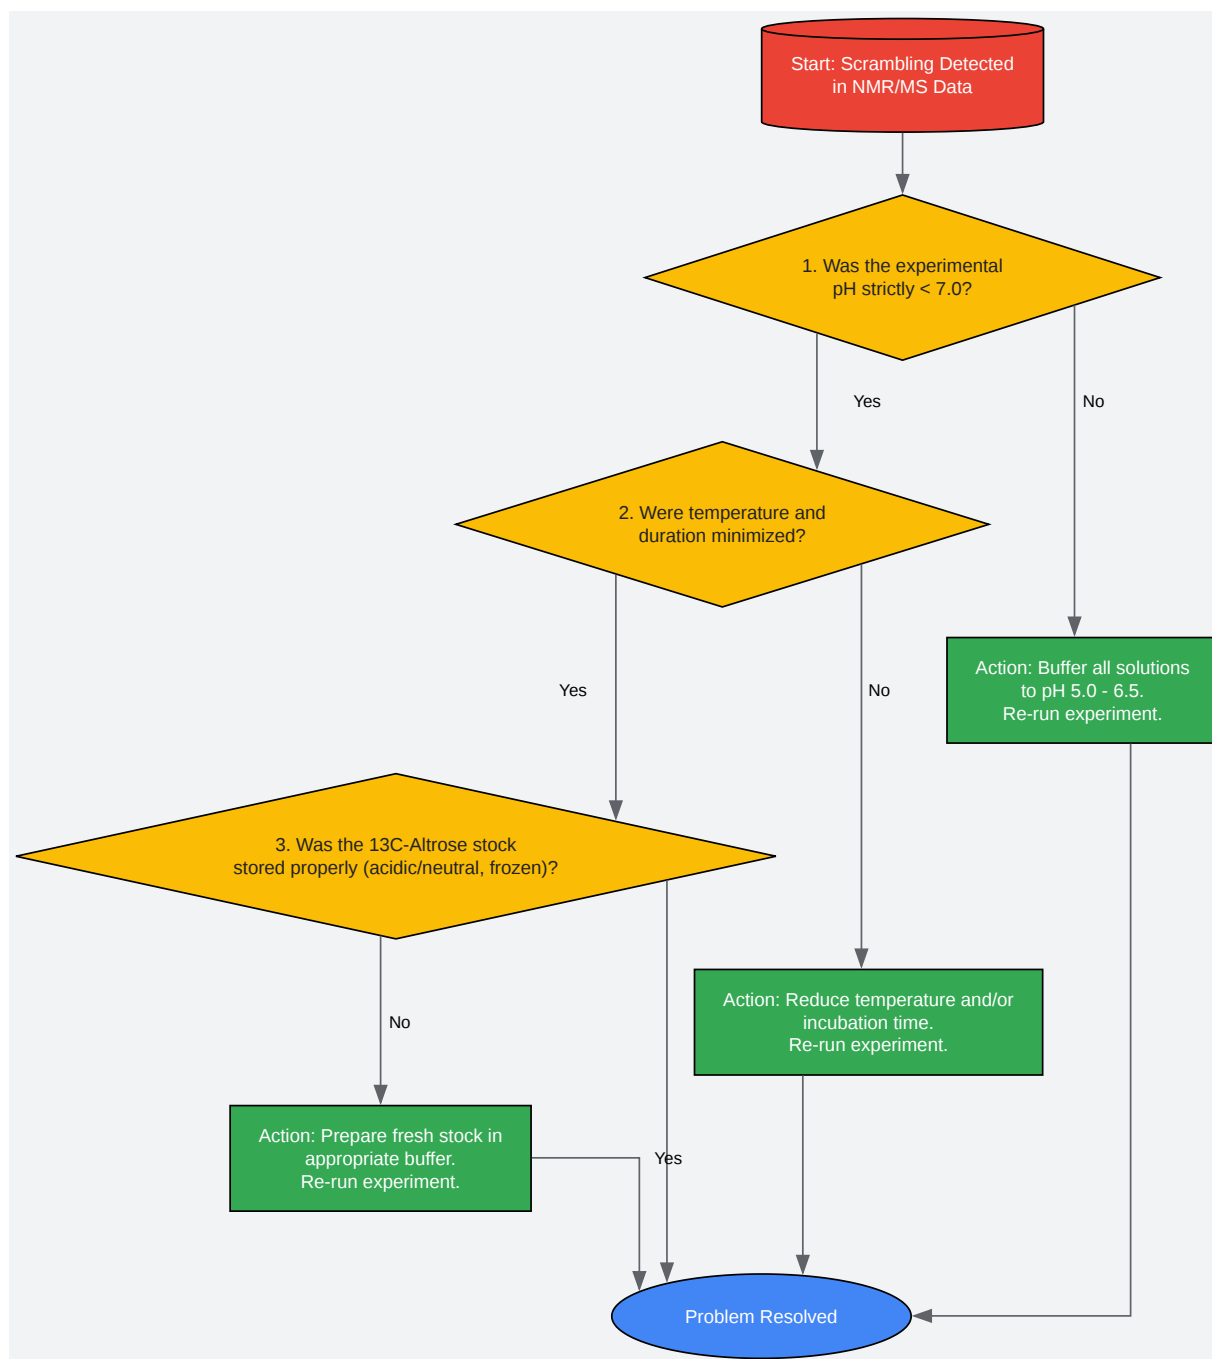 Start: Scrambling Detected
in NMR/MS Data
1. Was the experimental
pH strictly < 7.0?
Yes
No
2. Were temperature and
duration minimized?
Yes
No
Action: Buffer all solutions
to pH 5.0 - 6.5.
Re-run experiment.
3. Was the 13C-Altrose stock
stored properly (acidic/neutral, frozen)?
No
Action: Reduce temperature and/or
incubation time.
Re-run experiment.
Action: Prepare fresh stock in
appropriate buffer.
Re-run experiment.
Yes
Problem Resolved